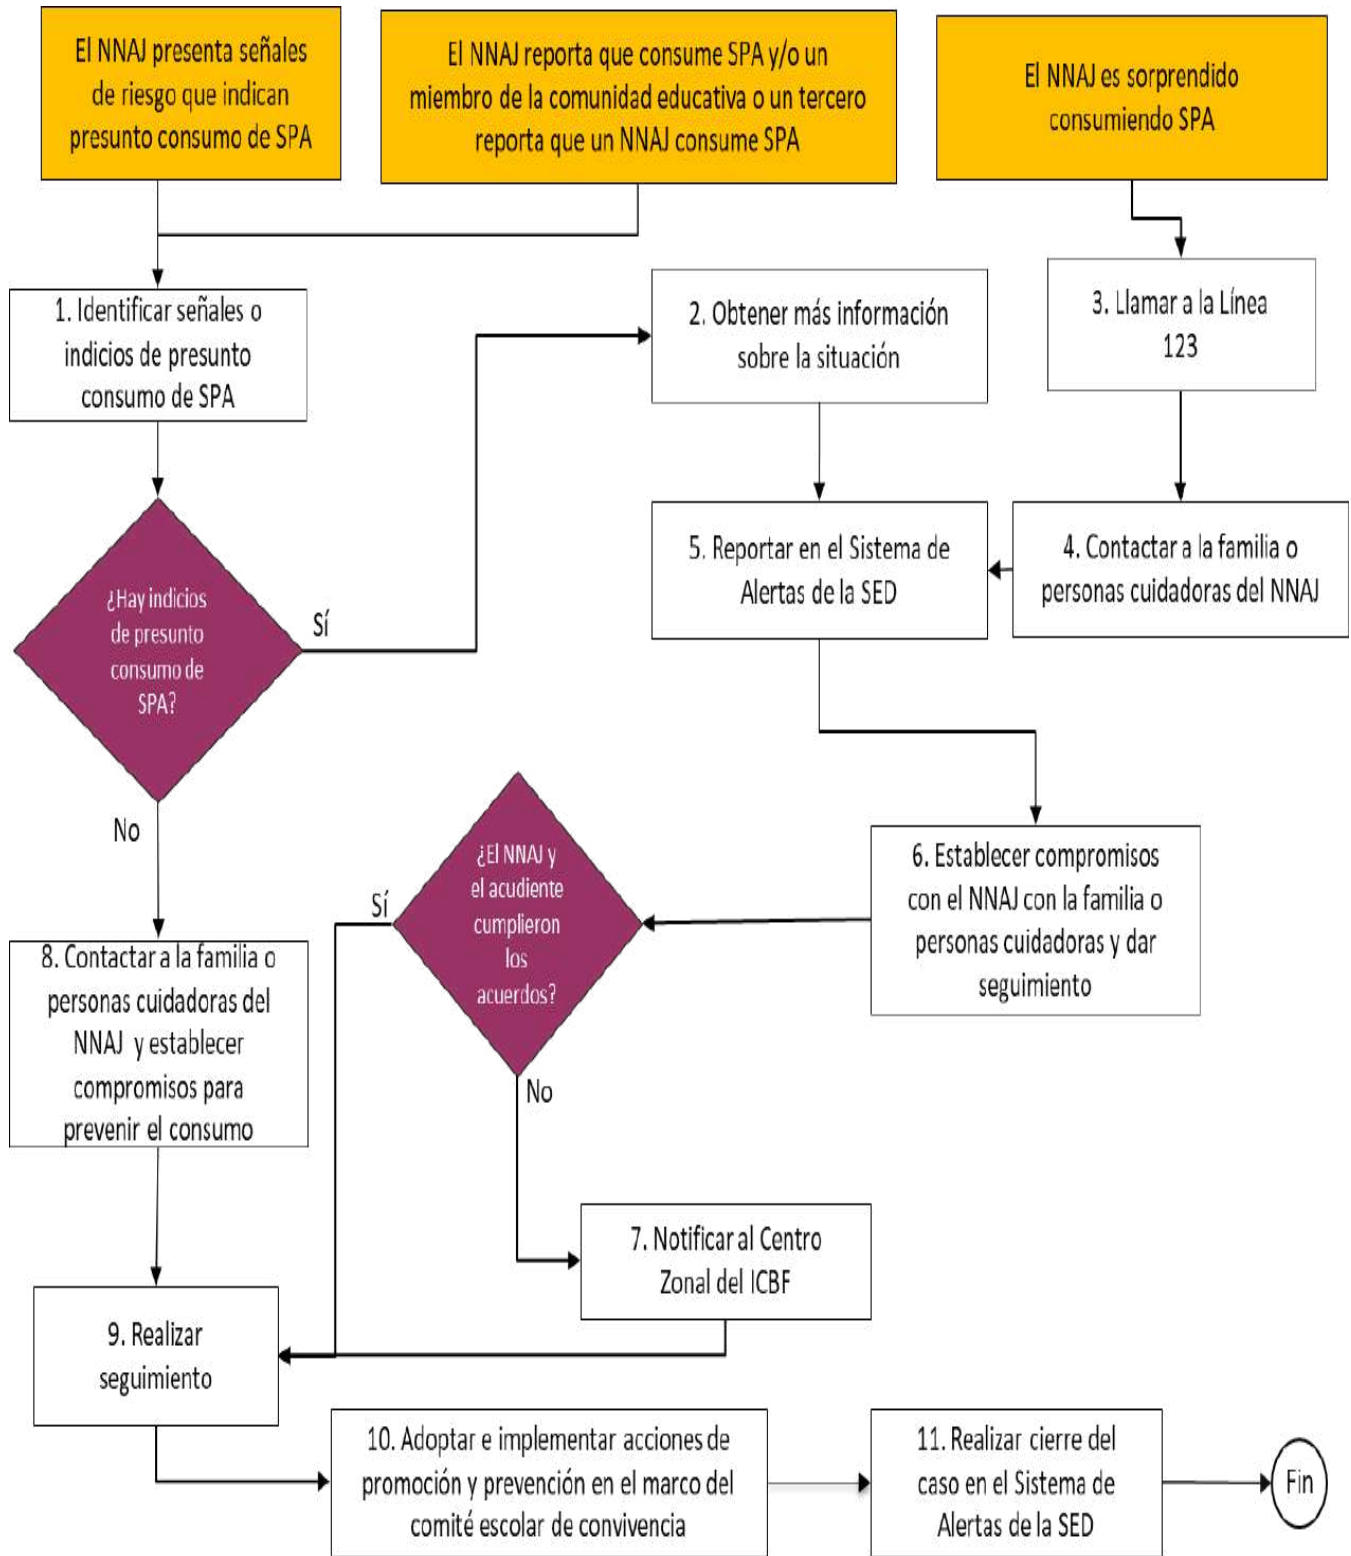 El NNAJ presenta señales
de riesgo que indican
presunto consumo de SPA
El NNAJ reporta que consume SPA y/o un
miembro de la comunidad educativa o un tercero
reporta que un NNAJ consume SPA
El NNAJ es sorprendido
consumiendo SPA
1. Identificar señales o
indicios de presunto
consumo de SPA
2. Obtener más información
sobre la situación
3. Llamar a la Línea
123
¿Hay indicios
de presunto
consumo de
SPA?
Sí
No
5. Reportar en el Sistema de
Alertas de la SED
4. Contactar a la familia o
personas cuidadoras del NNAJ
6. Establecer compromisos
con el NNAJ con la familia o
personas cuidadoras y dar
seguimiento
¿El NNAJ y
el acudiente
cumplieron
los
acuerdos?
Sí
No
8. Contactar a la familia o
personas cuidadoras del
NNAJ y establecer
compromisos para
prevenir el consumo
7. Notificar al Centro
Zonal del ICBF
9. Realizar
seguimiento
10. Adoptar e implementar acciones de
promoción y prevención en el marco del
comité escolar de convivencia
11. Realizar cierre del
caso en el Sistema de
Alertas de la SED
Fin